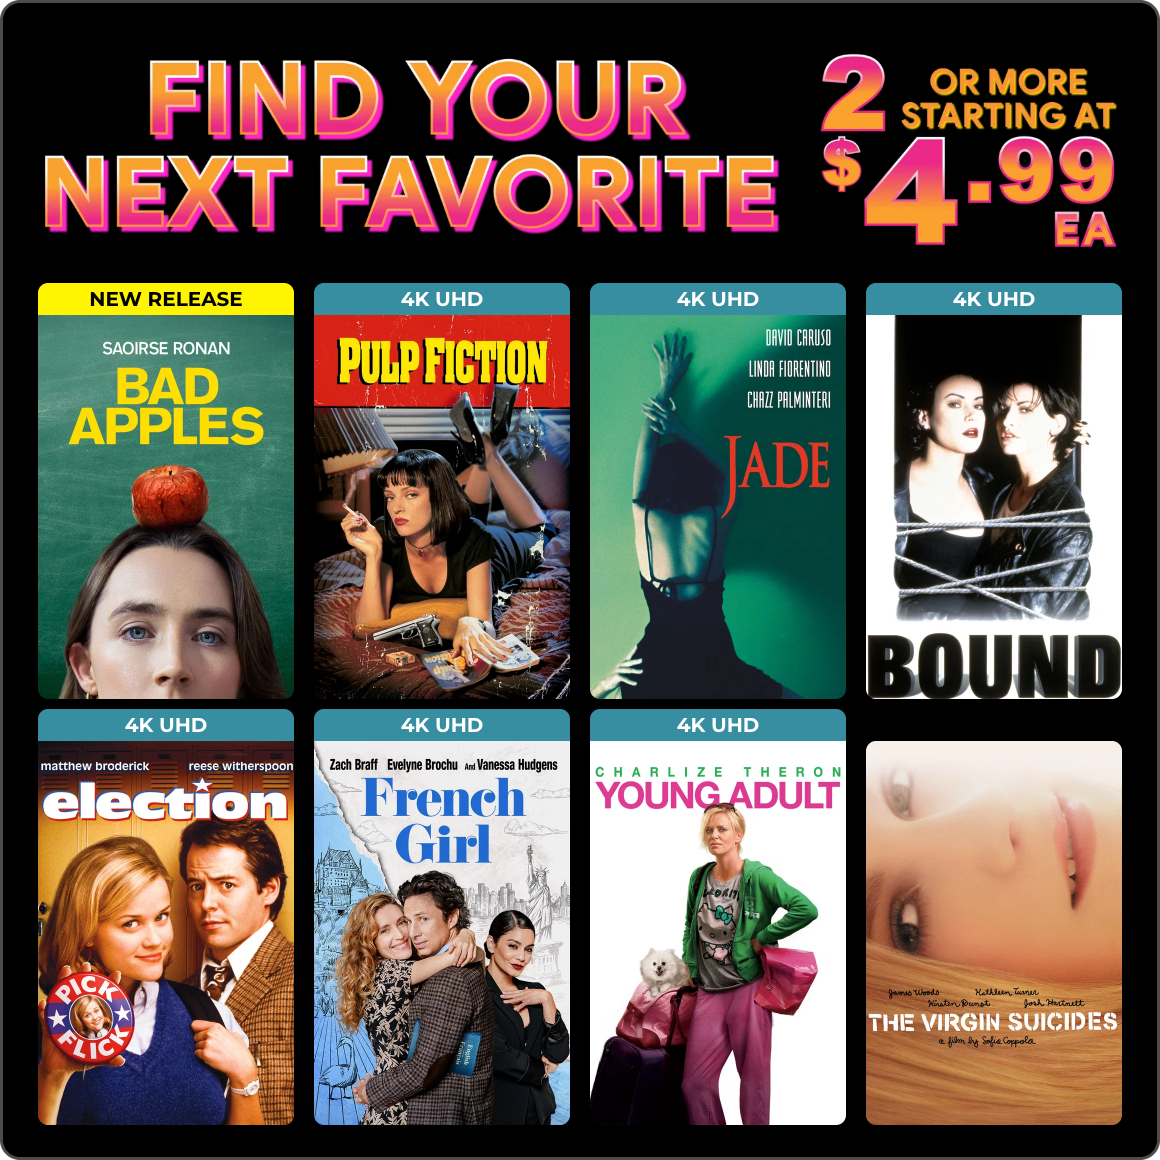 FIND YOUR
NEXT FAVORITE
2 OR MORE
STARTING AT
$4.99
EA
NEW RELEASE
SAOIRSE RONAN
BAD
APPLES
4K UHD
PULP FICTION
4K UHD
DAVID CARUSO
LINDA FIORENTINO
CHAZZ PALMINTERI
JADE
4K UHD
BOUND
4K UHD
matthew broderick reese witherspoon
election
PICK
FLICK
4K UHD
Zach Braff Evelyne Brochu And Vanessa Hudgens
French
Girl
4K UHD
CHARLIZE THERON
YOUNG ADULT
James Woods Kathleen Turner
Kirsten Dunst Josh Hartnett
THE VIRGIN SUICIDES
a film by Sofia Coppola